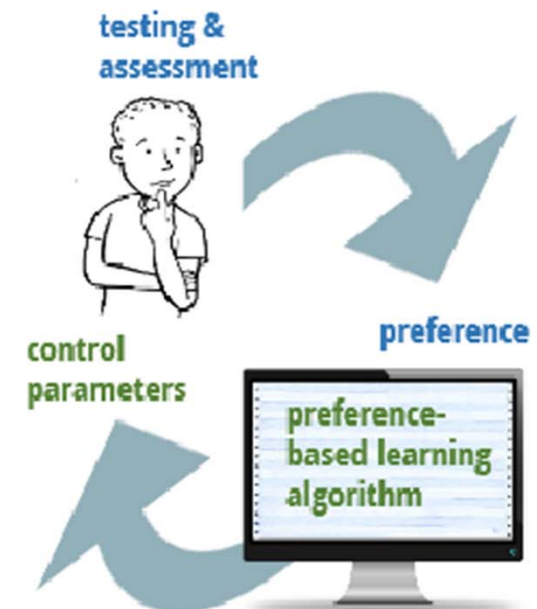 testing &
assessment
preference
control
parameters
preference-
based learning
algorithm